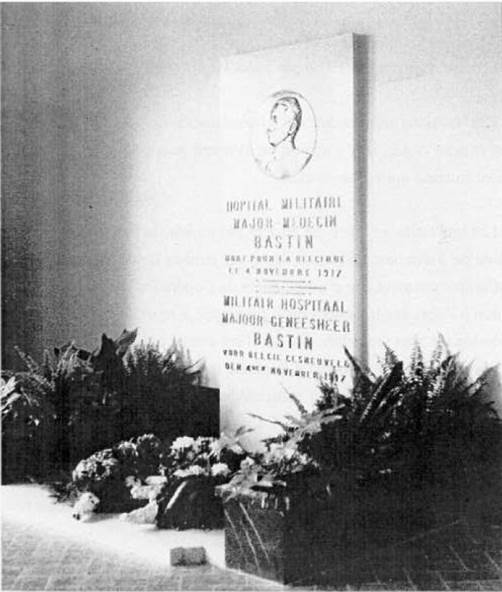 HOPITAL MILITAIRE
MAJOR-MEDECIN
BASTIN
MORT POUR LA BELGIQUE
LE 4 NOVEMBRE 1917
MILITAIR HOSPITAAL
MAJOOR-GENEESHEER
BASTIN
VOOR BELGIE GESNEUVELD
DEN 4DEN NOVEMBER 1917